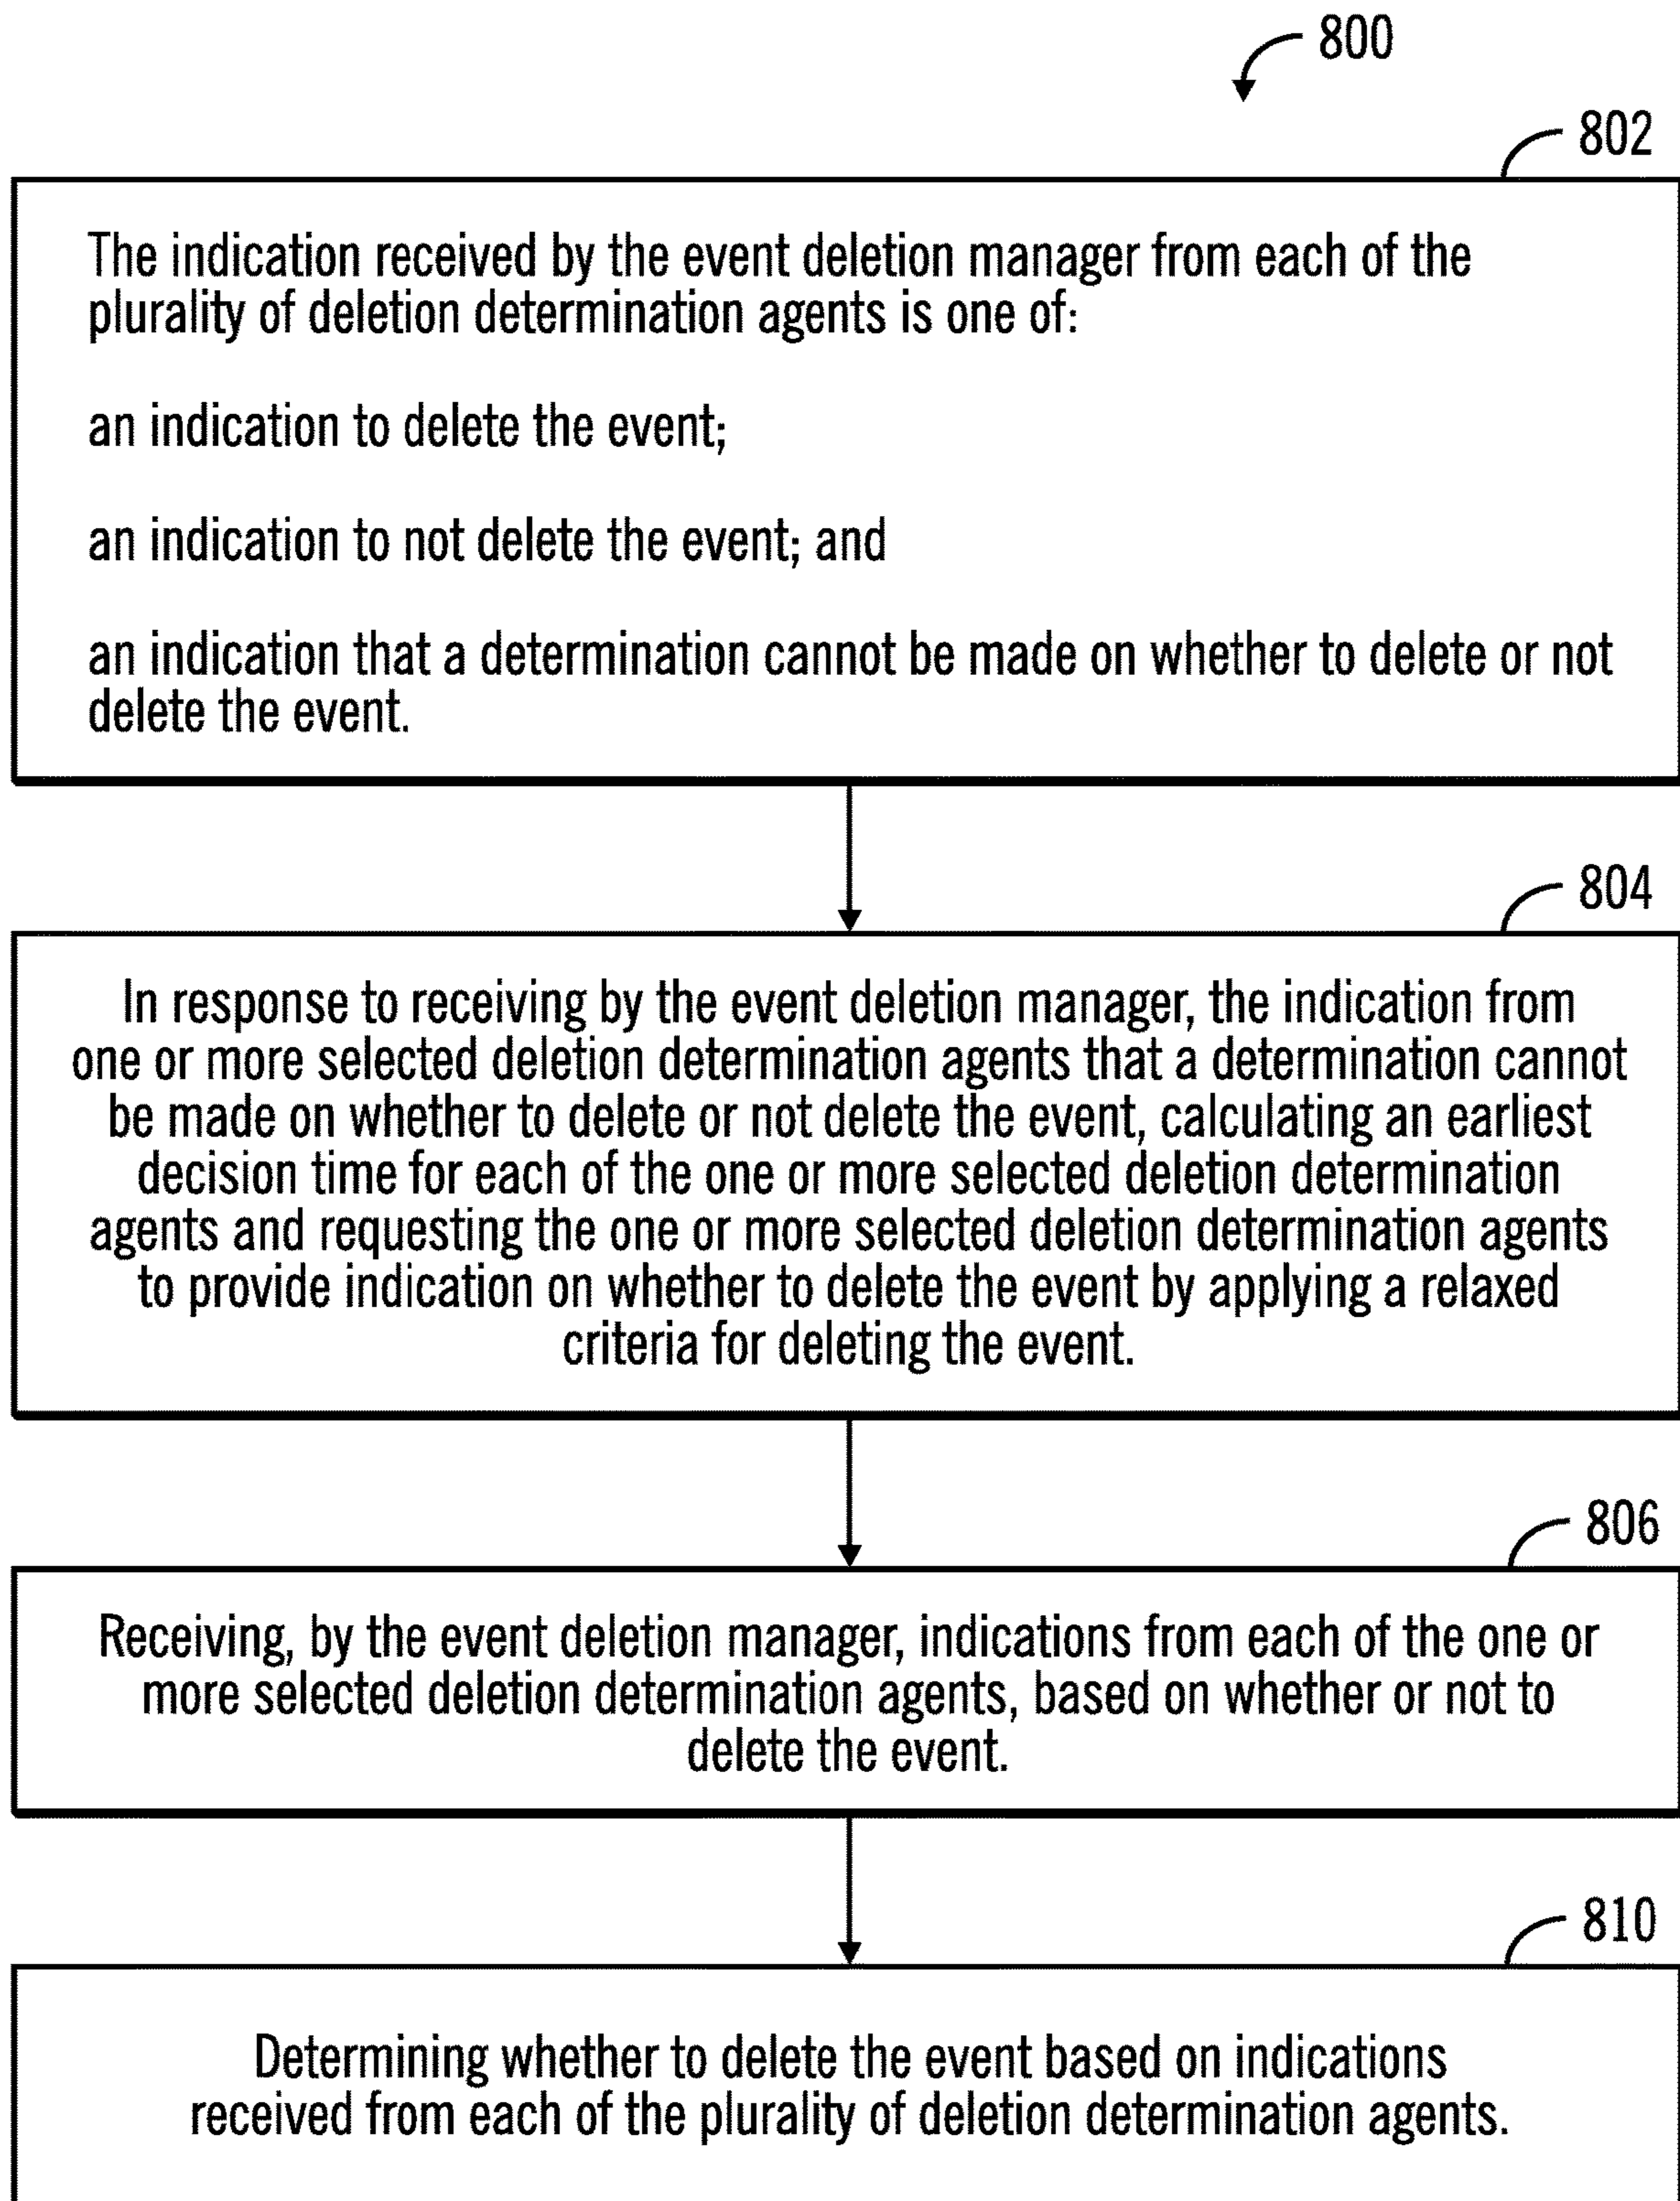 800
802
The indication received by the event deletion manager from each of the
plurality of deletion determination agents is one of:
an indication to delete the event;
an indication to not delete the event; and
an indication that a determination cannot be made on whether to delete or not
delete the event.
804
In response to receiving by the event deletion manager, the indication from
one or more selected deletion determination agents that a determination cannot
be made on whether to delete or not delete the event, calculating an earliest
decision time for each of the one or more selected deletion determination
agents and requesting the one or more selected deletion determination agents
to provide indication on whether to delete the event by applying a relaxed
criteria for deleting the event.
806
Receiving, by the event deletion manager, indications from each of the one or
more selected deletion determination agents, based on whether or not to
delete the event.
810
Determining whether to delete the event based on indications
received from each of the plurality of deletion determination agents.